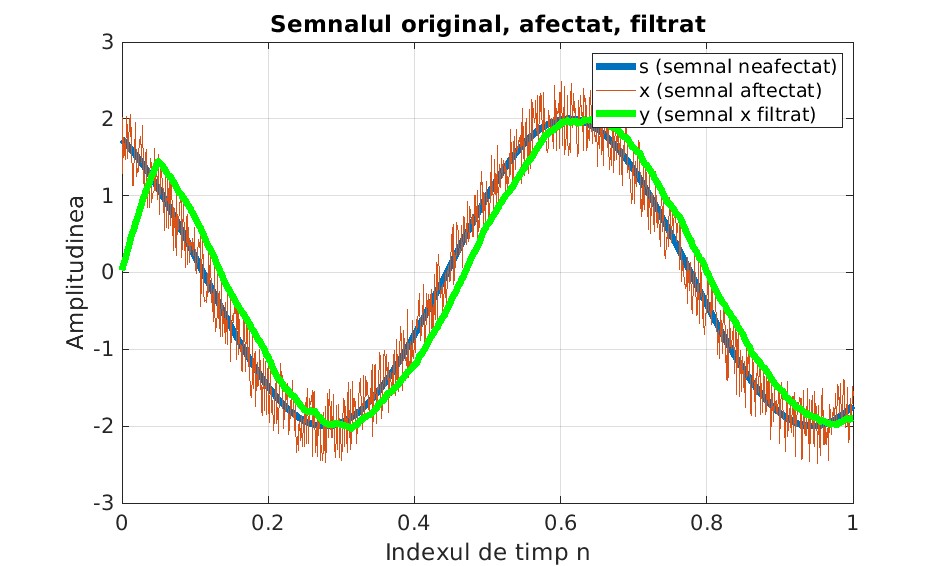 Semnalul original, afectat, filtrat
s (semnal neafectat)
x (semnal aftectat)
y (semnal x filtrat)
Amplitudinea
3
2
1
0
-1
-2
-3
0
0.2
0.4
0.6
0.8
1
Indexul de timp n